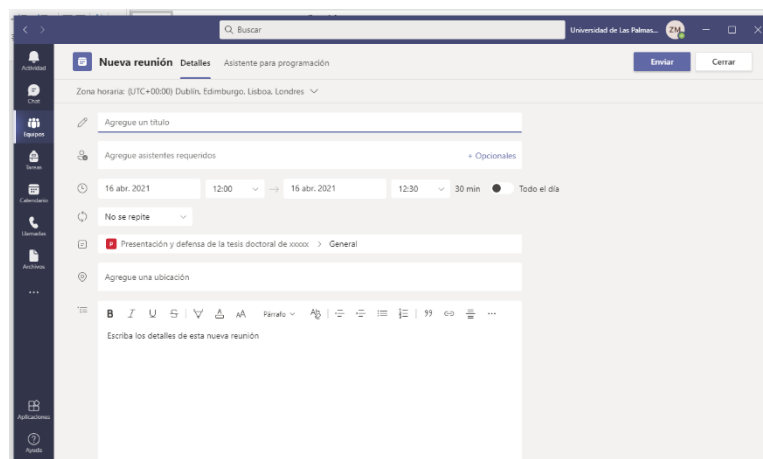 Buscar
Universidad de Las Palmas...
ZM
Actividad
Chat
Equipos
Tareas
Calendario
Llamadas
Archivos
...
Aplicaciones
Ayuda
Nueva reunión Detalles Asistente para programación
Enviar Cerrar
Zona horaria: (UTC+00:00) Dublín, Edimburgo, Lisboa, Londres
Agregue un título
Agregue asistentes requeridos + Opcionales
16 abr. 2021 12:00 → 16 abr. 2021 12:30 30 min Todo el día
No se repite
P Presentación y defensa de la tesis doctoral de xxxxx > General
Agregue una ubicación
B I U S Párrafo
Escriba los detalles de esta nueva reunión